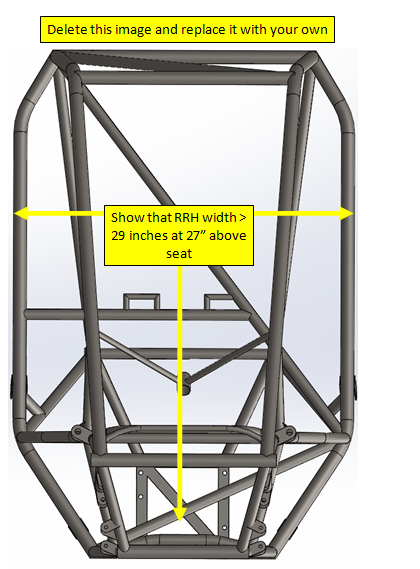 Delete this image and replace it with your own
Show that RRH width >
29 inches at 27” above
seat